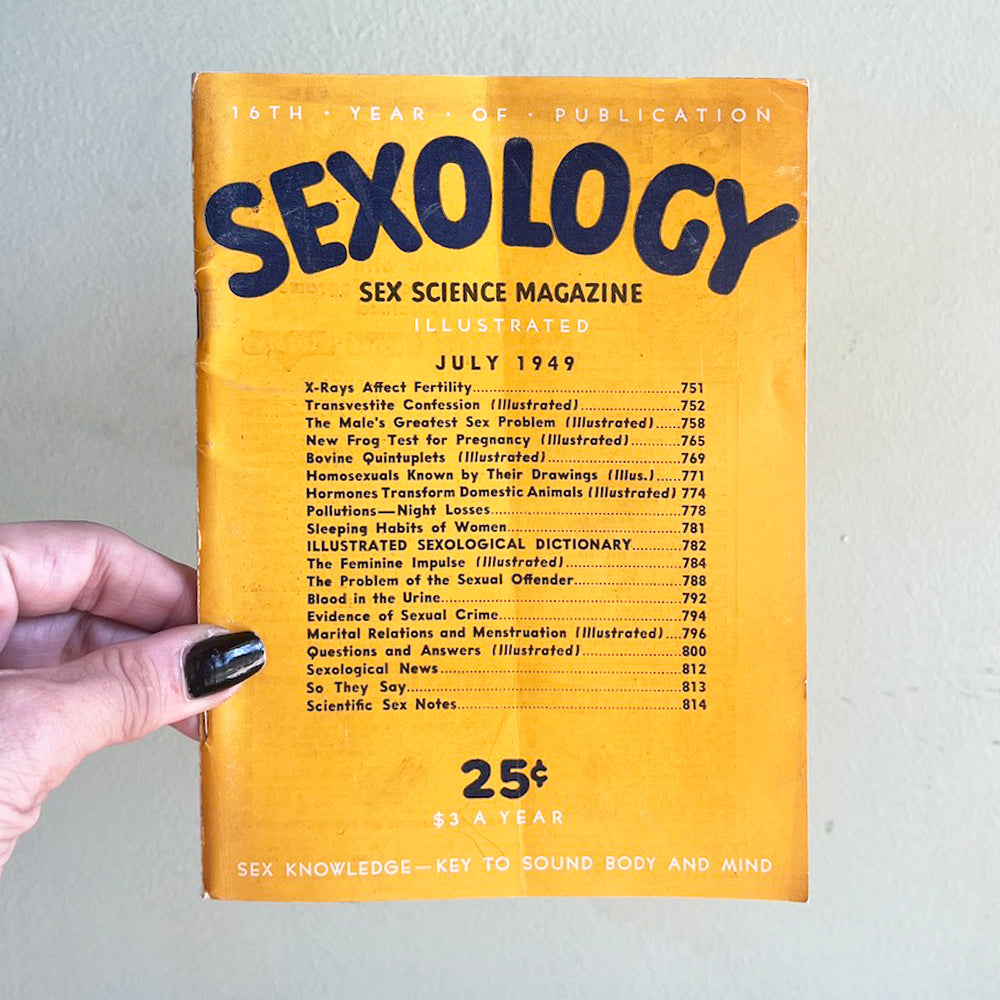 16TH · YEAR · OF · PUBLICATION
SEXOLOGY
SEX SCIENCE MAGAZINE
ILLUSTRATED
JULY 1949
X-Rays Affect Fertility..........751
Transvestite Confession (Illustrated)..........752
The Male's Greatest Sex Problem (Illustrated)......758
New Frog Test for Pregnancy (Illustrated)..........765
Bovine Quintuplets (Illustrated)..........769
Homosexuals Known by Their Drawings (Illus.)......771
Hormones Transform Domestic Animals (Illustrated) 774
Pollutions—Night Losses..........778
Sleeping Habits of Women..........781
ILLUSTRATED SEXOLOGICAL DICTIONARY..........782
The Feminine Impulse (Illustrated)..........784
The Problem of the Sexual Offender..........788
Blood in the Urine..........792
Evidence of Sexual Crime..........794
Marital Relations and Menstruation (Illustrated)....796
Questions and Answers (Illustrated)..........800
Sexological News..........812
So They Say..........813
Scientific Sex Notes..........814
25¢
$3 A YEAR
SEX KNOWLEDGE—KEY TO SOUND BODY AND MIND